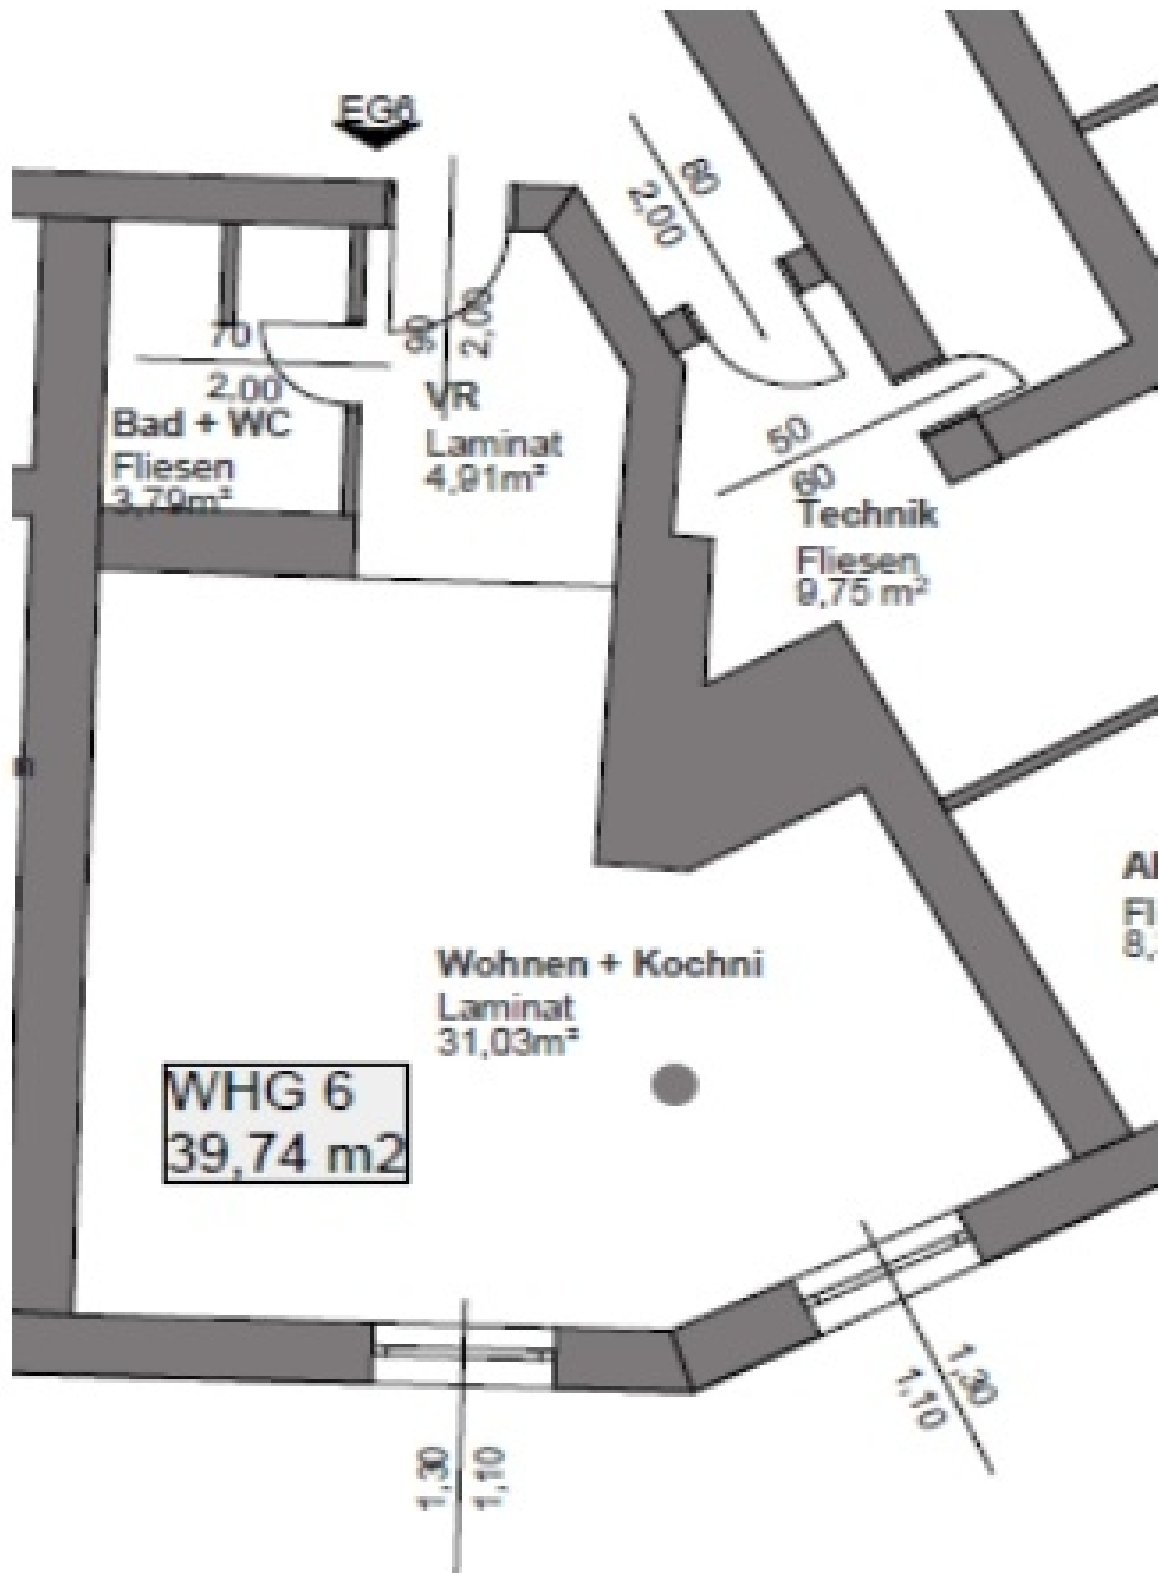 EG6
80
2,00
70
2.00
90
2,00
VR
Bad + WC
Fliesen
3,79m²
Laminat
4,91m²
50
60
Technik
Fliesen
9,75 m²
Wohnen + Kochni
Laminat
31,03m²
WHG 6
39,74 m2
1,30
1,10
1,30
1,10